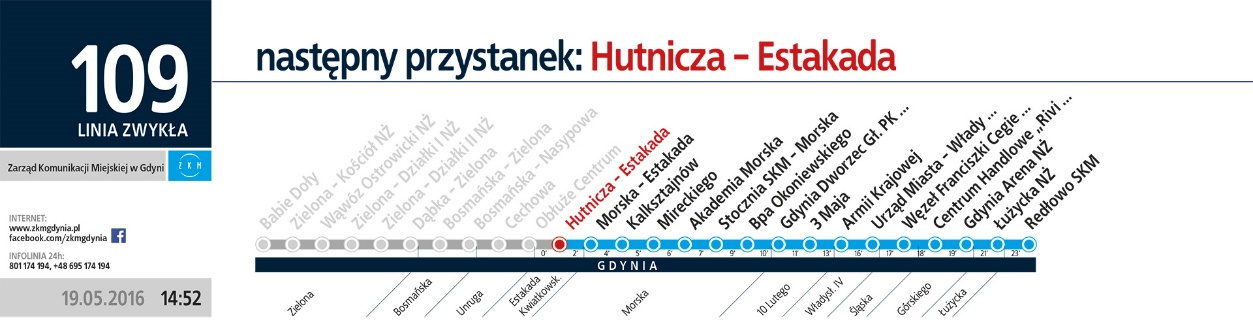 109
LINIA ZWYKŁA
Zarząd Komunikacji Miejskiej w Gdyni
ZKM
INTERNET:
www.zkmgdynia.pl
facebook.com/zkmgdynia
INFOLINIA 24h:
801 174 194, +48 695 174 194
19.05.2016 14:52
następny przystanek: Hutnicza – Estakada
Babie Doły
Zielona – Kościół NŻ
Wąwóz Ostrowicki NŻ
Zielona – Działki I NŻ
Zielona – Działki II NŻ
Dąbka – Zielona
Bosmańska – Zielona
Bosmańska – Nasypowa
Cechowa
Obłuże Centrum
Hutnicza – Estakada
Morska – Estakada
Kalksztajnów
Mireckiego
Akademia Morska
Stocznia SKM – Morska
Bpa Okoniewskiego
Gdynia Dworzec Gł. PK ...
3 Maja
Armii Krajowej
Urząd Miasta – Włady ...
Węzeł Franciszki Cegie ...
Centrum Handlowe „Rivi ...
Gdynia Arena NŻ
Łużycka NŻ
Redłowo SKM
0' 2' 4' 5' 6' 7' 9' 10' 11' 13' 14' 16' 17' 18' 19' 21' 23'
GDYNIA
Zielona
Bosmańska
Unruga
Estakada
Kwiatkowsk.
Morska
10 Lutego
Władysł. IV
Śląska
Górskiego
Łużycka